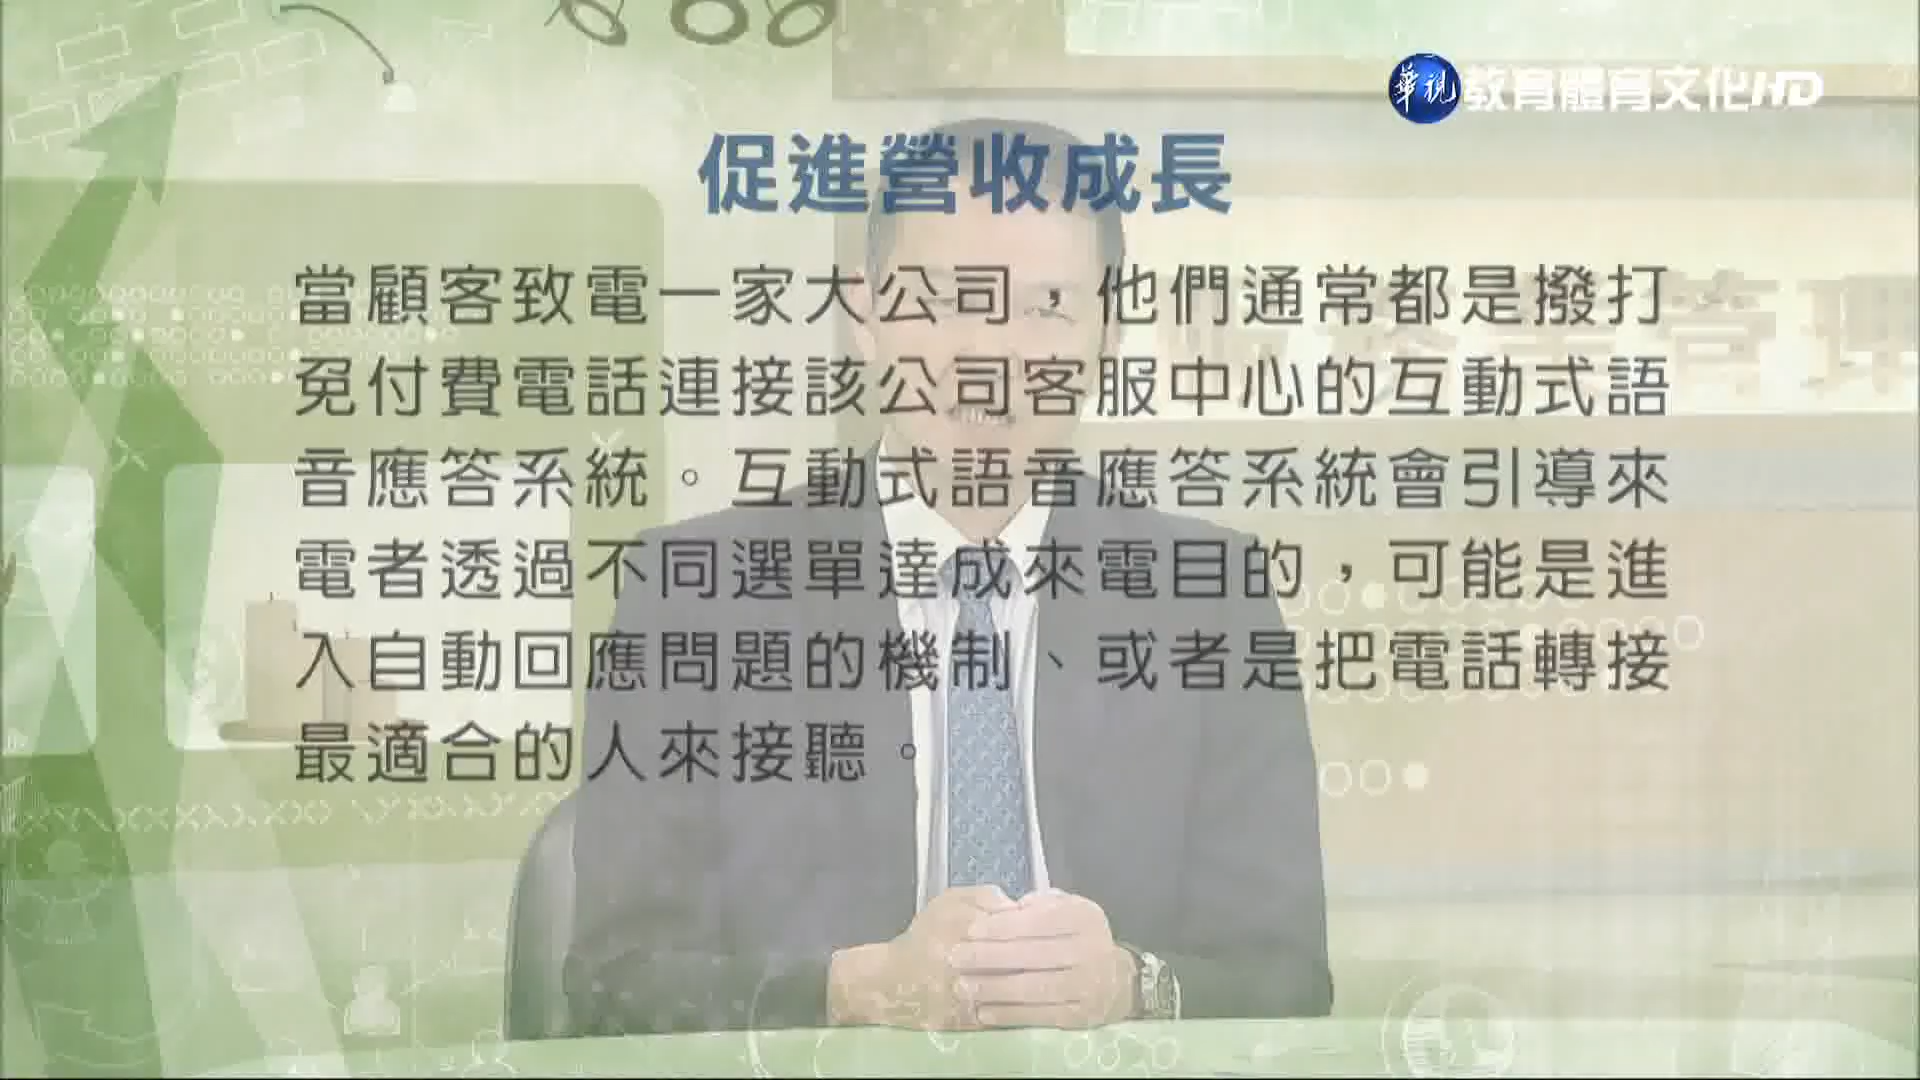 華視 教育體育文化HD
促進營收成長
當顧客致電一家大公司，他們通常都是撥打
免付費電話連接該公司客服中心的互動式語
音應答系統。互動式語音應答系統會引導來
電者透過不同選單達成來電目的，可能是進
入自動回應問題的機制、或者是把電話轉接
最適合的人來接聽。
管理